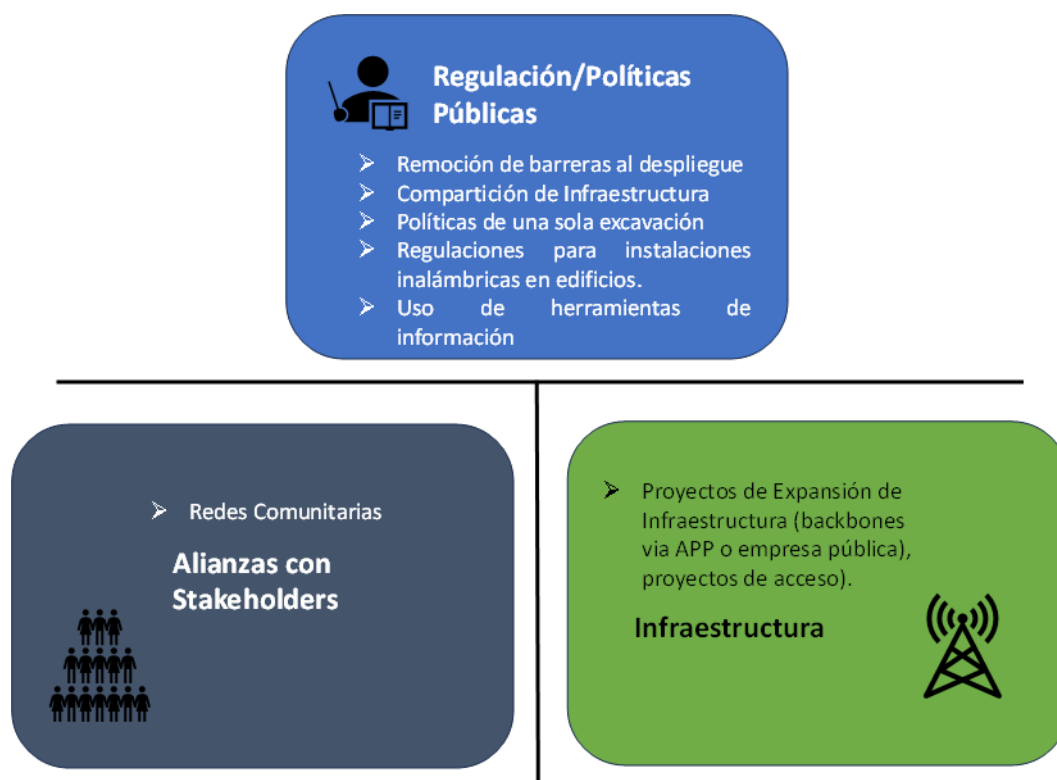 Regulación/Políticas
Públicas
➢ Remoción de barreras al despliegue
➢ Compartición de Infraestructura
➢ Políticas de una sola excavación
➢ Regulaciones para instalaciones
inalámbricas en edificios.
➢ Uso de herramientas de
información
➢ Redes Comunitarias
Alianzas con
Stakeholders
➢ Proyectos de Expansión de
Infraestructura (backbones
via APP o empresa pública),
proyectos de acceso).
Infraestructura